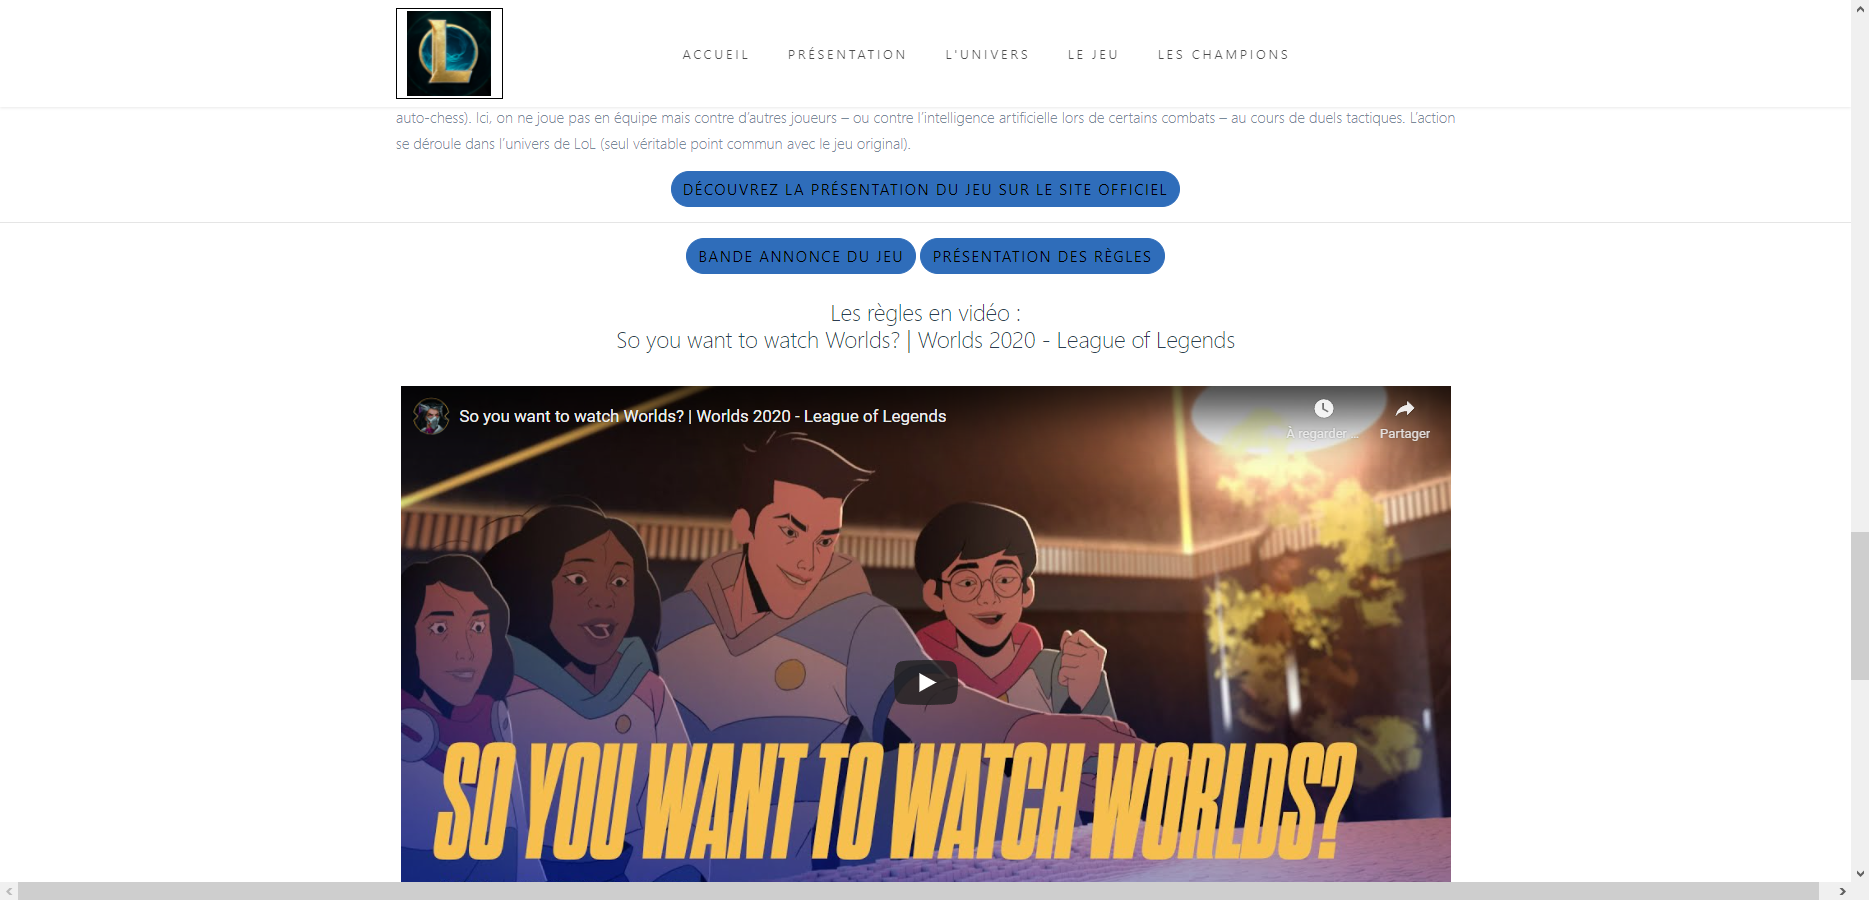 ACCUEIL PRÉSENTATION L'UNIVERS LE JEU LES CHAMPIONS
auto-chess). Ici, on ne joue pas en équipe mais contre d'autres joueurs – ou contre l'intelligence artificielle lors de certains combats – au cours de duels tactiques. L'action
se déroule dans l'univers de LoL (seul véritable point commun avec le jeu original).
DÉCOUVREZ LA PRÉSENTATION DU JEU SUR LE SITE OFFICIEL
BANDE ANNONCE DU JEU PRÉSENTATION DES RÈGLES
Les règles en vidéo :
So you want to watch Worlds? | Worlds 2020 - League of Legends
So you want to watch Worlds? | Worlds 2020 - League of Legends
À regarder ... Partager
SO YOU WANT TO WATCH WORLDS?